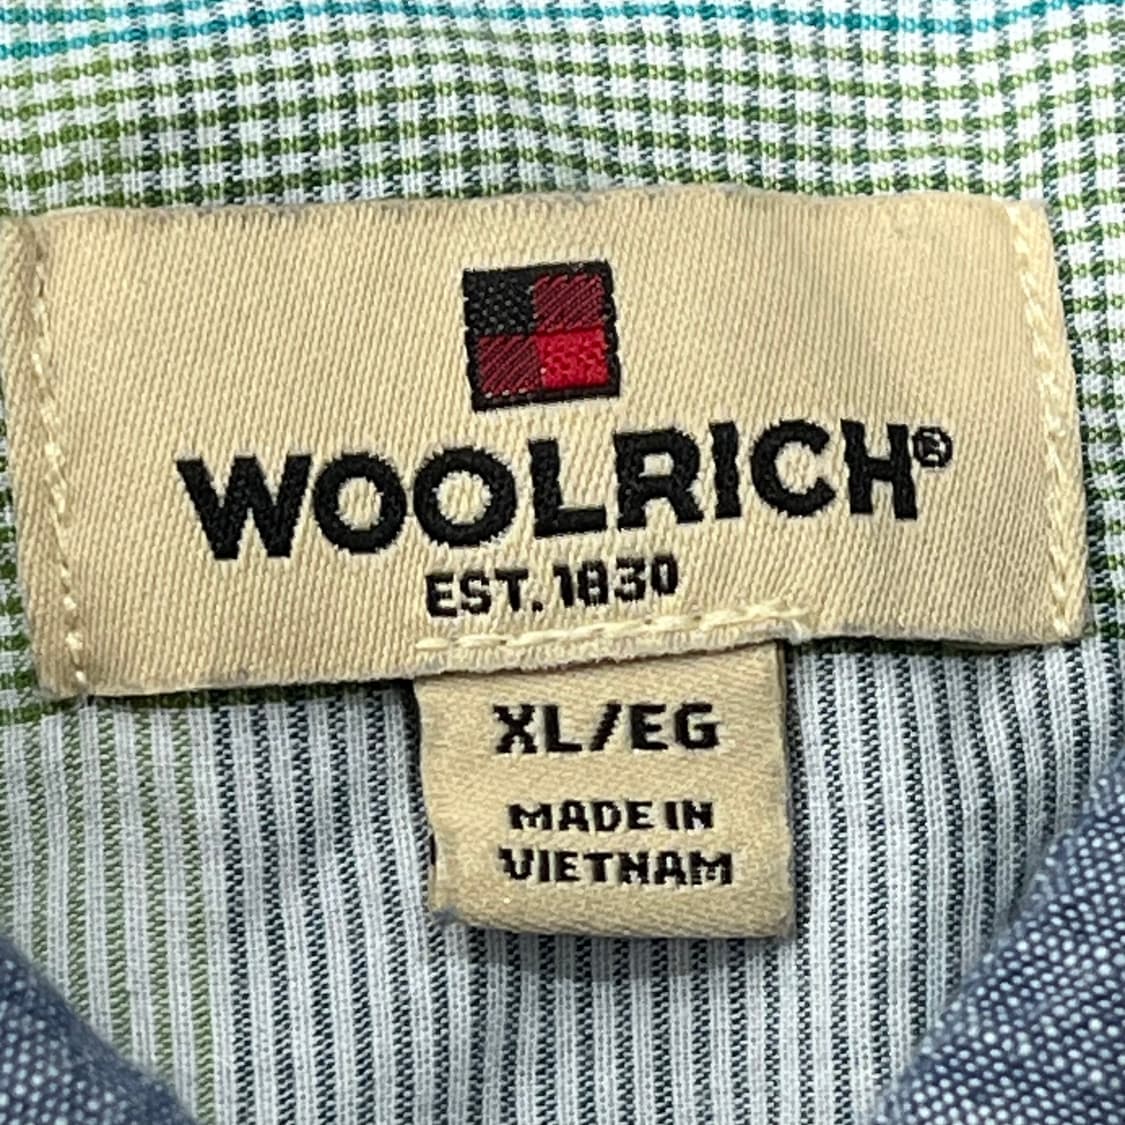 WOOLRICH®
EST. 1830
XL/EG
MADE IN
VIETNAM